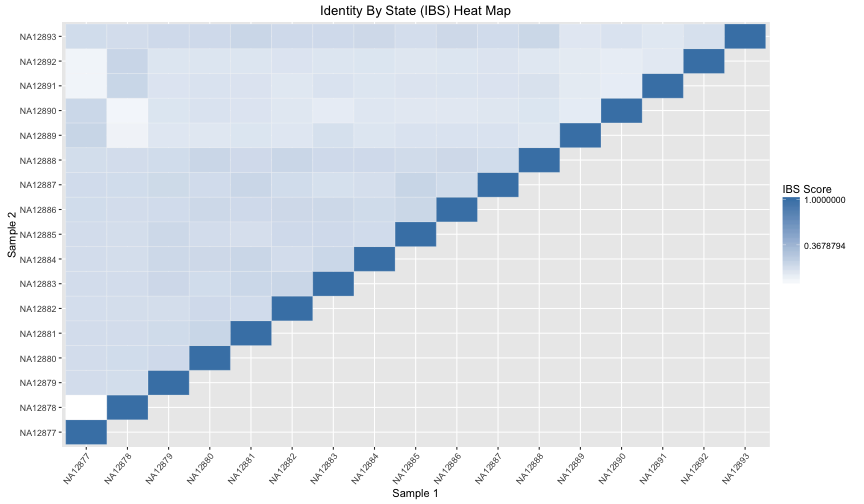 Identity By State (IBS) Heat Map
Sample 2
NA12893
NA12892
NA12891
NA12890
NA12889
NA12888
NA12887
NA12886
NA12885
NA12884
NA12883
NA12882
NA12881
NA12880
NA12879
NA12878
NA12877
NA12877
NA12878
NA12879
NA12880
NA12881
NA12882
NA12883
NA12884
NA12885
NA12886
NA12887
NA12888
NA12889
NA12890
NA12891
NA12892
NA12893
Sample 1
IBS Score
1.0000000
0.3678794